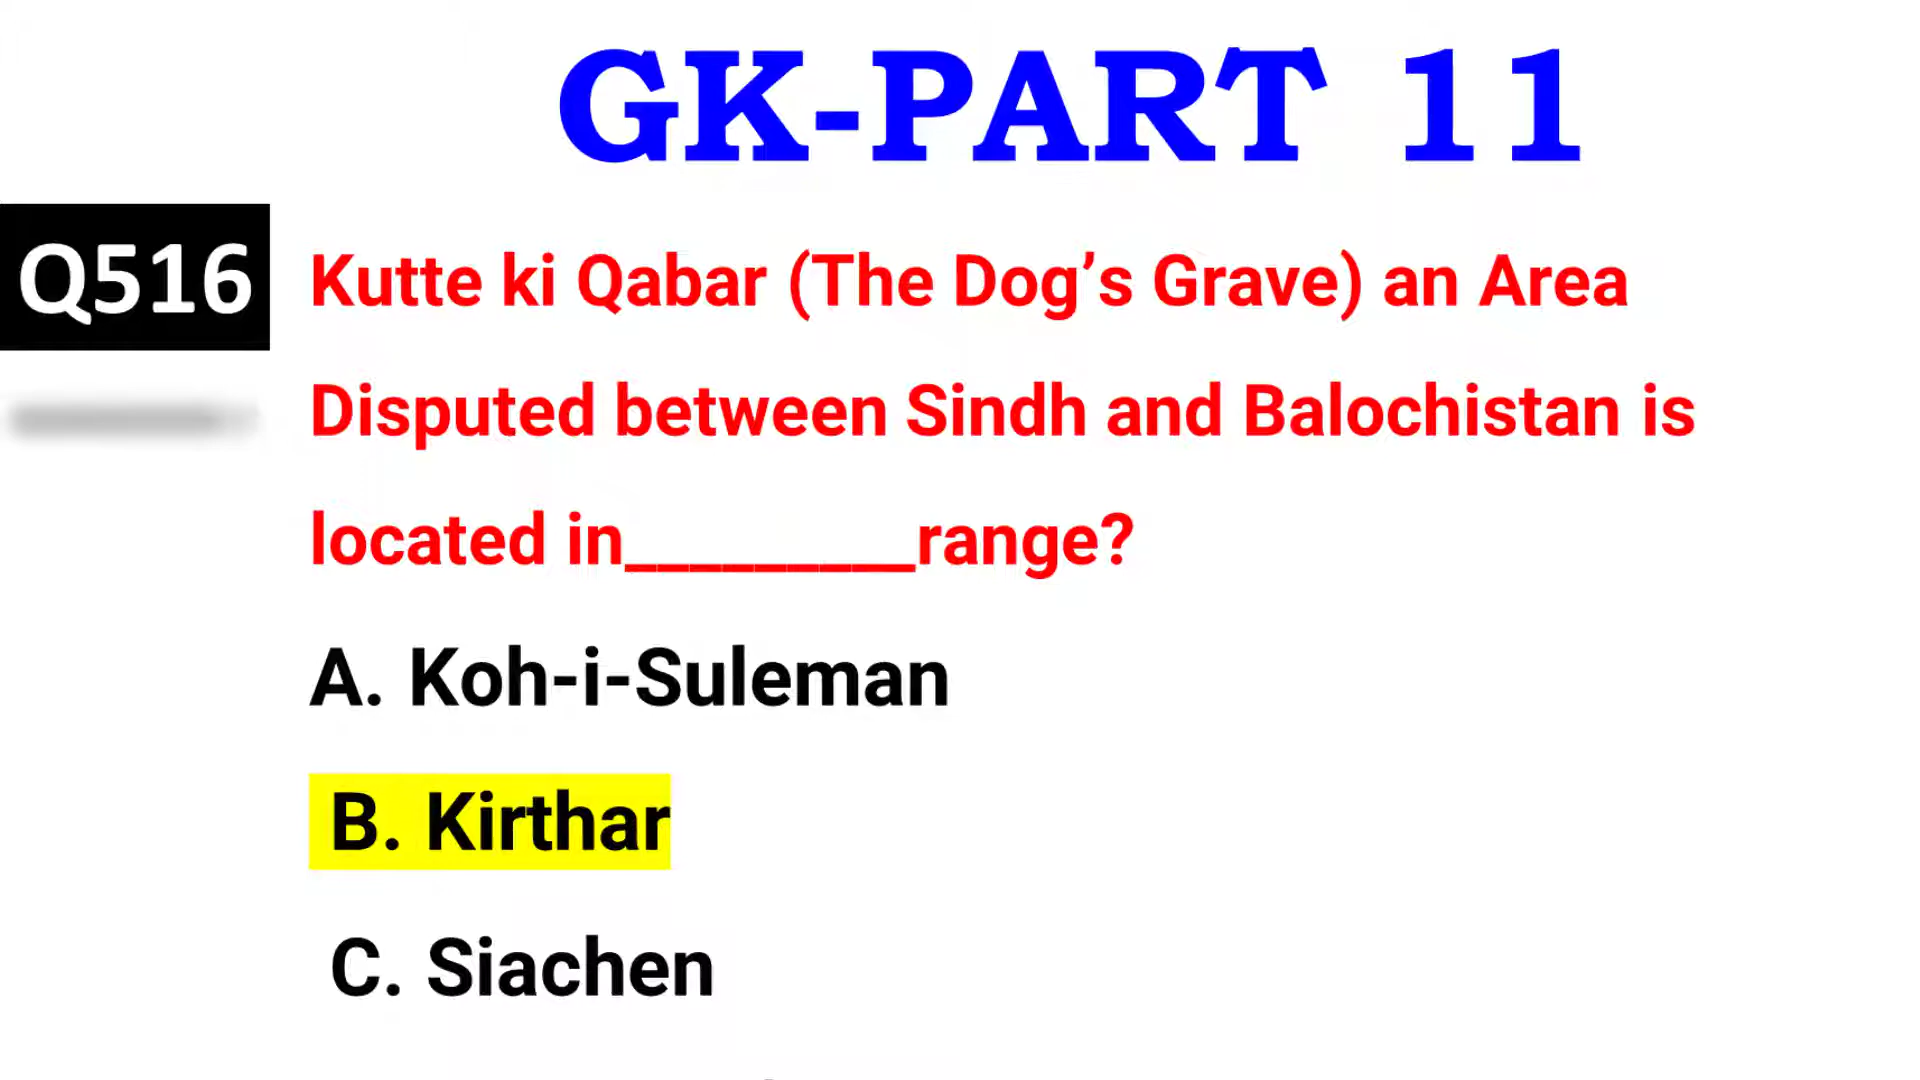 GK-PART 11
Q516
Kutte ki Qabar (The Dog’s Grave) an Area
Disputed between Sindh and Balochistan is
located in_________range?
A. Koh-i-Suleman
B. Kirthar
C. Siachen